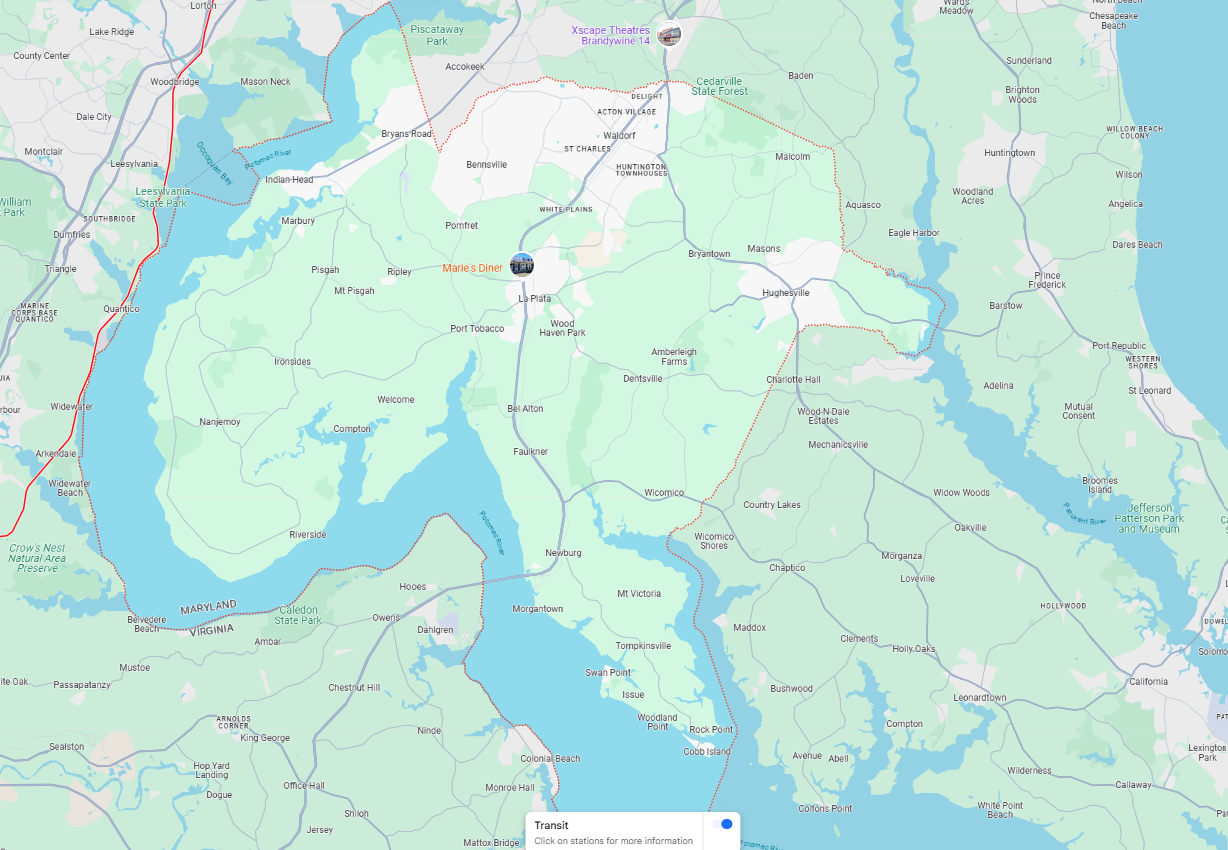 Lorton
Wards
Meadow
North Beach
Chesapeake
Beach
Lake Ridge
Piscataway
Park
Xscape Theatres
Brandywine 14
County Center
Accokeek
Sunderland
Woodbridge
Mason Neck
Baden
Cedarville
State Forest
Brighton
Woods
DELIGHT
ACTON VILLAGE
Dale City
Bryans Road
Waldorf
WILLOW BEACH
COLONY
Montclair
Leesylvania
Occoquan Bay
Potomac River
ST CHARLES
Bennsville
HUNTINGTON
TOWNHOUSES
Malcolm
Huntingtown
Indian Head
Wilson
William
t Park
Leesylvania
State Park
Woodland
Acres
Aquasco
Angelica
SOUTHBRIDGE
Marbury
WHITE PLAINS
Pomfret
Dumfries
Eagle Harbor
Dares Beach
Masons
Bryantown
Triangle
Pisgah
Ripley
Marie's Diner
Mt Pisgah
Prince
Frederick
La Plata
Hughesville
MARINE
CORPS BASE
QUANTICO
Quantico
Barstow
Port Tobacco
Wood
Haven Park
Port Republic
Ironsides
Amberleigh
Farms
WESTERN
SHORES
JIA
Dentsville
Charlotte Hall
Adelina
St Leonard
rbour
Widewater
Welcome
Bel Alton
Wood-N-Dale
Estates
Mutual
Consent
Nanjemoy
Compton
Mechanicsville
Arkendale
Faulkner
Widewater
Beach
Wicomico
Broomes
Island
Widow Woods
Country Lakes
Patuxent River
Jefferson
Patterson Park
and Museum
Potomac River
Oakville
Riverside
Wicomico
Shores
Crow's Nest
Natural Area
Preserve
Newburg
Morganza
Chaptico
Loveville
Hooes
Mt Victoria
MARYLAND
VIRGINIA
Caledon
State Park
Morgantown
HOLLYWOOD
Belvedere
Beach
Owens
Dahlgren
Maddox
DOWEL
Ambar
Tompkinsville
Clements
Holly Oaks
Solomo
Mustoe
Swan Point
ite Oak
Passapatanzy
Chestnut Hill
Issue
Bushwood
California
Leonardtown
ARNOLDS
CORNER
Woodland
Point
Rock Point
Compton
PAT
King George
Ninde
Sealston
Cobb Island
Lexington
Park
Colonial Beach
Avenue
Abell
Hop Yard
Landing
Wilderness
Office Hall
Monroe Hall
Callaway
Dogue
Coltons Point
White Point
Beach
Shiloh
Par
Jersey
Transit
Mattox Bridge
Click on stations for more information
Potomac River